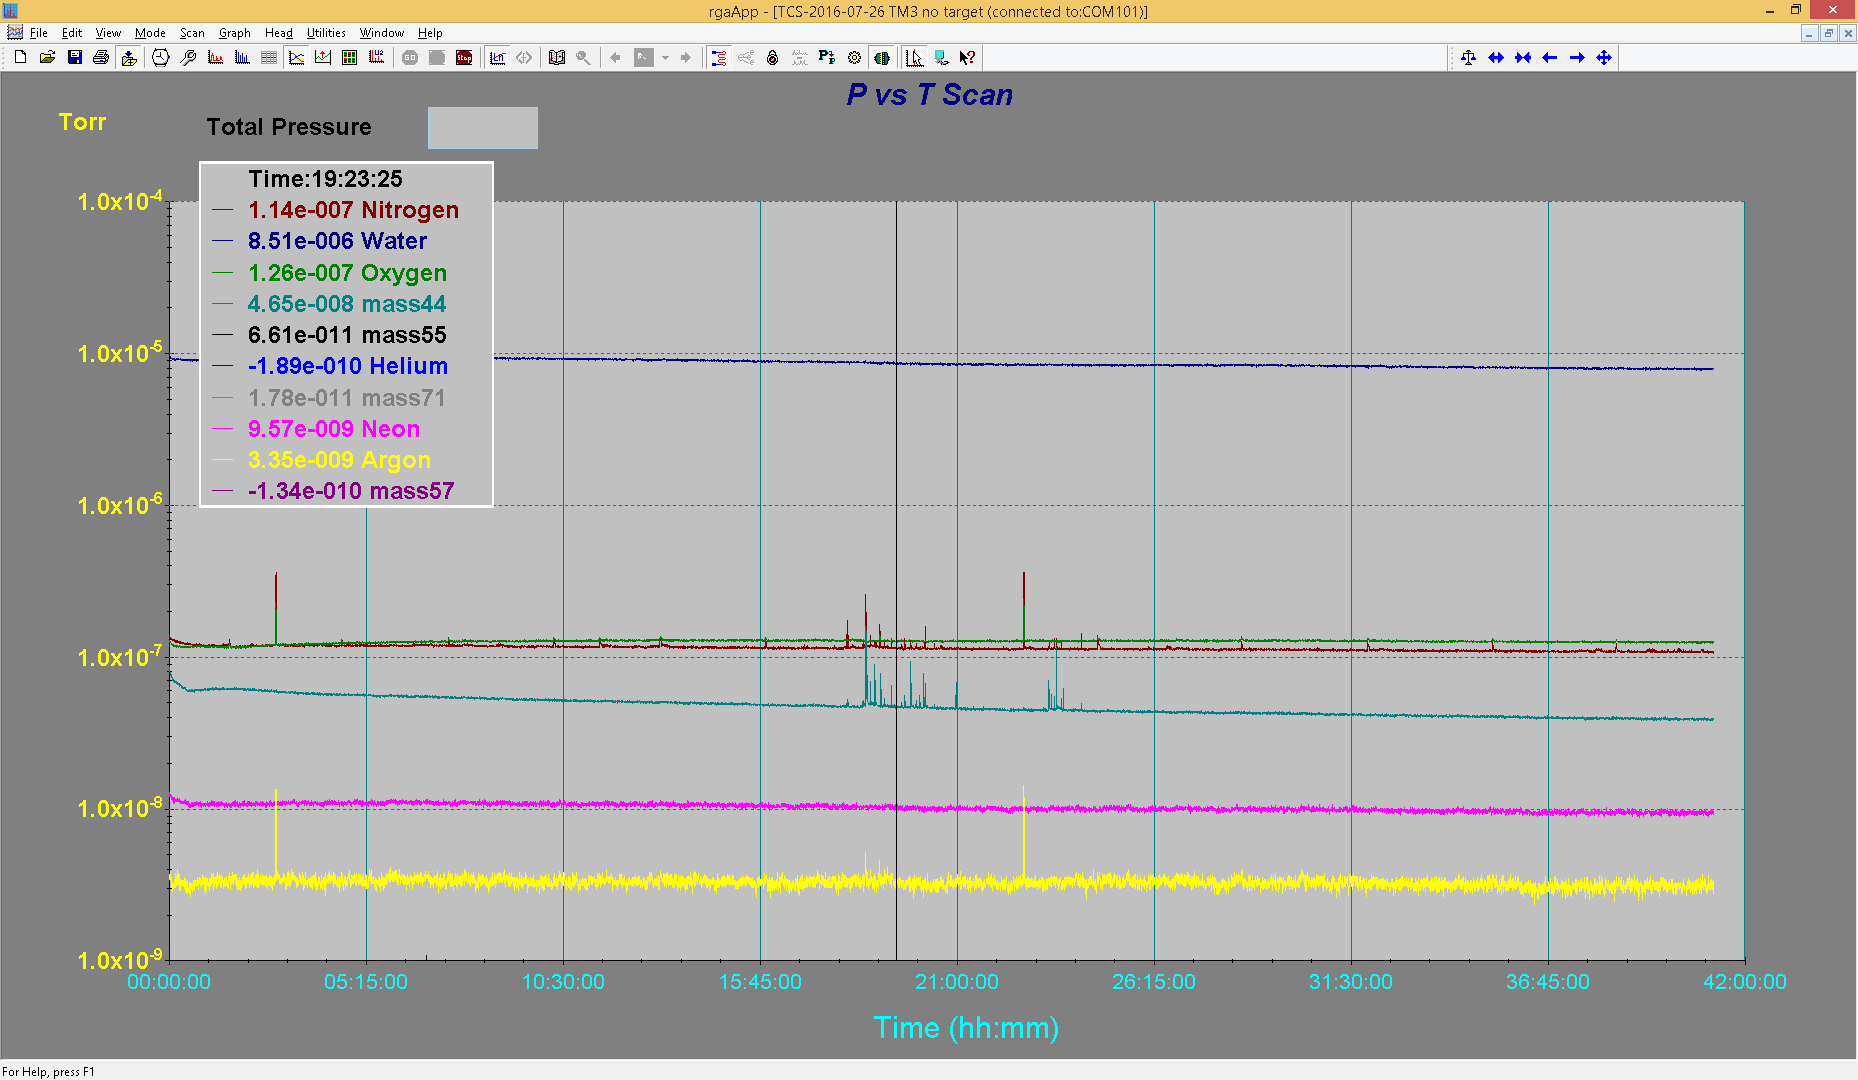 rgaApp - [TCS-2016-07-26 TM3 no target (connected to:COM101)]
File Edit View Mode Scan Graph Head Utilities Window Help
GO Stop
P vs T Scan
Torr
Total Pressure
Time:19:23:25
1.14e-007 Nitrogen
8.51e-006 Water
1.26e-007 Oxygen
4.65e-008 mass44
6.61e-011 mass55
-1.89e-010 Helium
1.78e-011 mass71
9.57e-009 Neon
3.35e-009 Argon
-1.34e-010 mass57
1.0x10-4
1.0x10-5
1.0x10-6
1.0x10-7
1.0x10-8
1.0x10-9
00:00:00 05:15:00 10:30:00 15:45:00 21:00:00 26:15:00 31:30:00 36:45:00 42:00:00
Time (hh:mm)
For Help, press F1